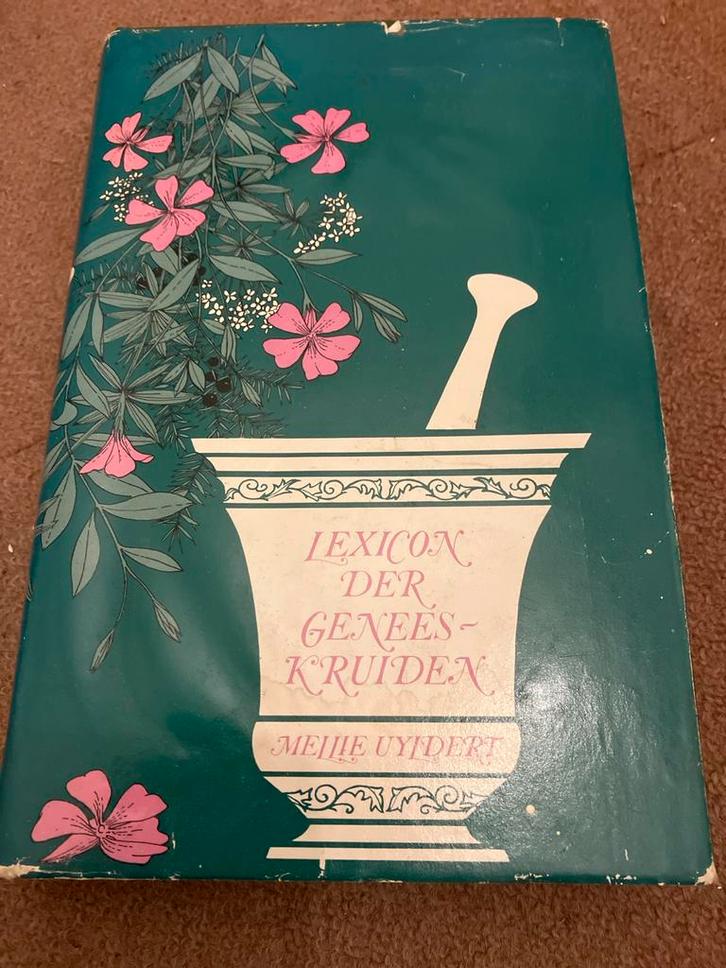 LEXICON
DER
GENEES-
KRUIDEN
MELLIE UYLDERT